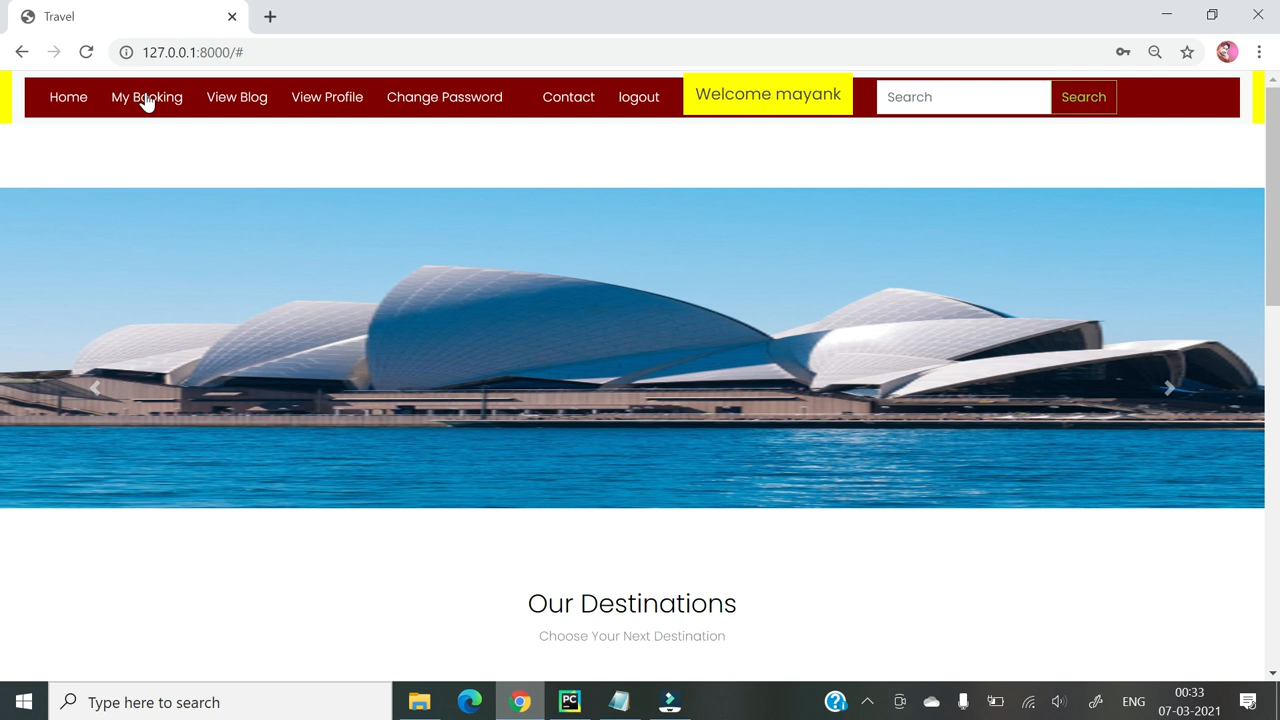 Travel
127.0.0.1:8000/#
Home My Booking View Blog View Profile Change Password Contact logout Welcome mayank Search Search
Our Destinations
Choose Your Next Destination
Type here to search
PC
ENG
00:33
07-03-2021